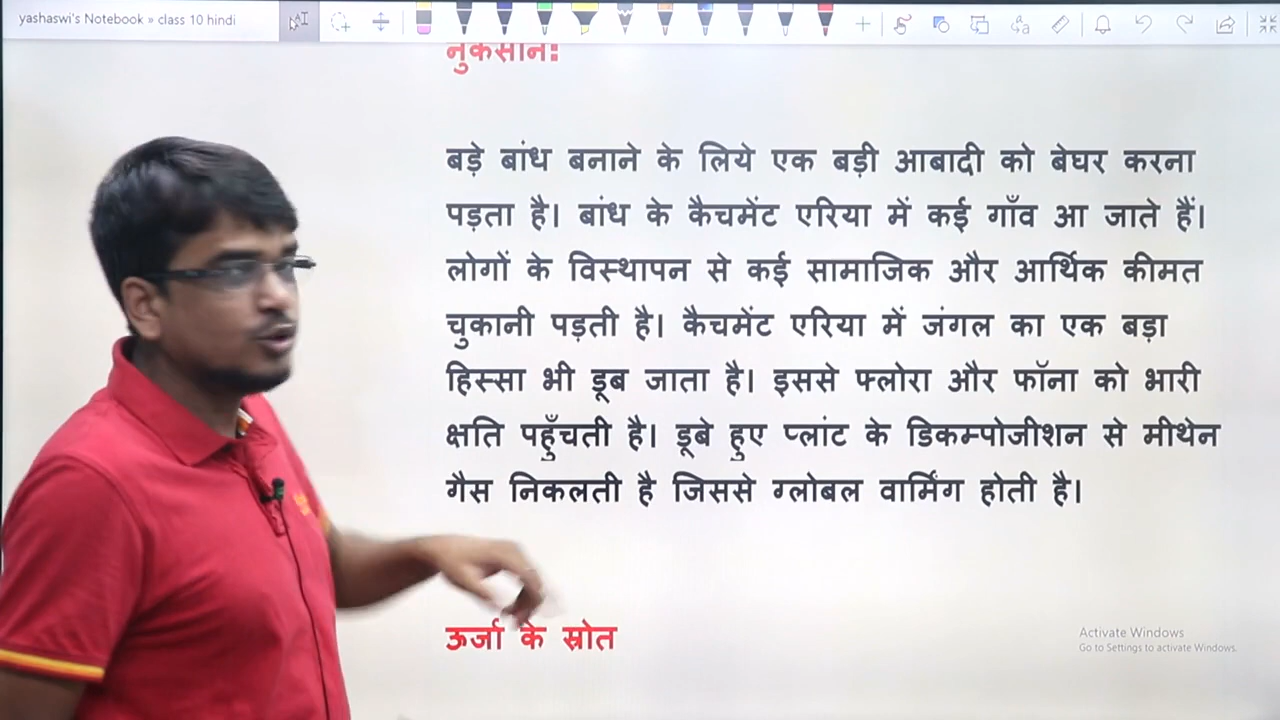 yashaswi's Notebook » class 10 hindi
नुकसान:
बड़े बांध बनाने के लिये एक बड़ी आबादी को बेघर करना
पड़ता है। बांध के कैचमेंट एरिया में कई गाँव आ जाते हैं।
लोगों के विस्थापन से कई सामाजिक और आर्थिक कीमत
चुकानी पड़ती है। कैचमेंट एरिया में जंगल का एक बड़ा
हिस्सा भी डूब जाता है। इससे फ्लोरा और फॉना को भारी
क्षति पहुँचती है। डूबे हुए प्लांट के डिकम्पोजीशन से मीथेन
गैस निकलती है जिससे ग्लोबल वार्मिंग होती है।
ऊर्जा के स्रोत
Activate Windows
Go to Settings to activate Windows.